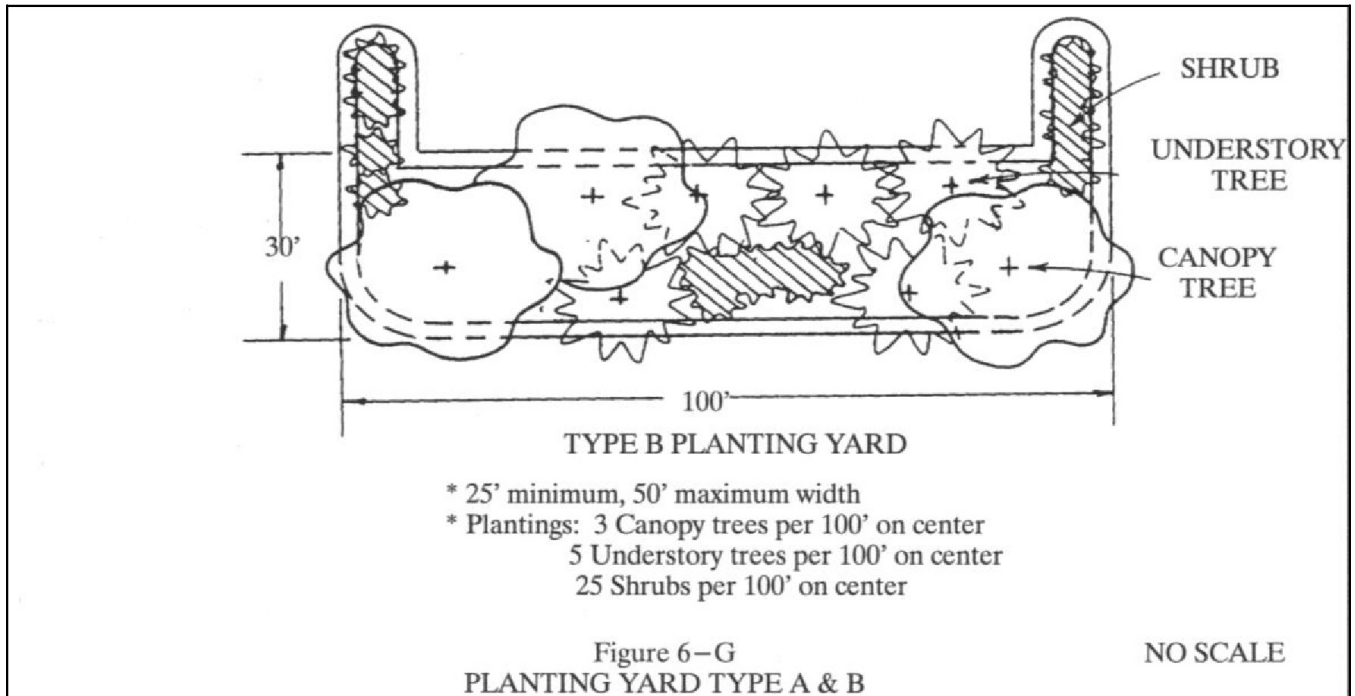 SHRUB
UNDERSTORY
TREE
30’
CANOPY
TREE
100’
TYPE B PLANTING YARD
* 25’ minimum, 50’ maximum width
* Plantings: 3 Canopy trees per 100’ on center
5 Understory trees per 100’ on center
25 Shrubs per 100’ on center
Figure 6–G
NO SCALE
PLANTING YARD TYPE A & B